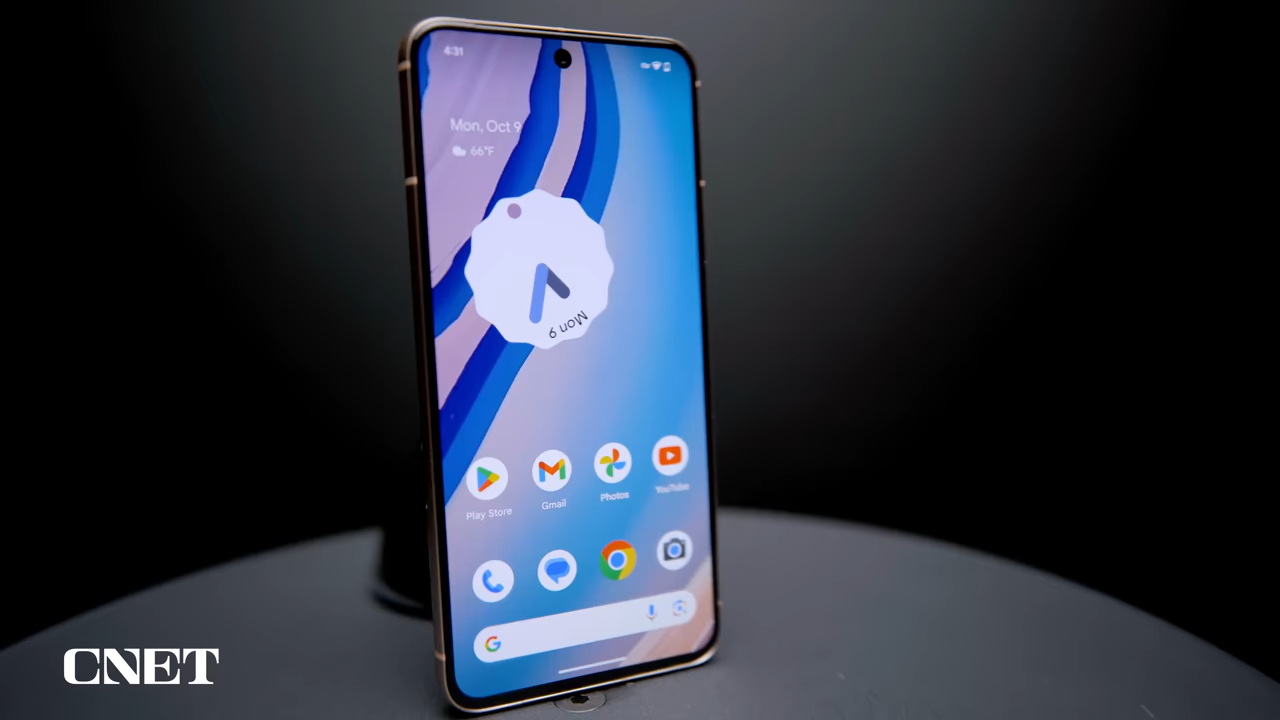 4:31
Mon, Oct 9
66°F
Mon 9
Play Store
Gmail
Photos
YouTube
G
CNET